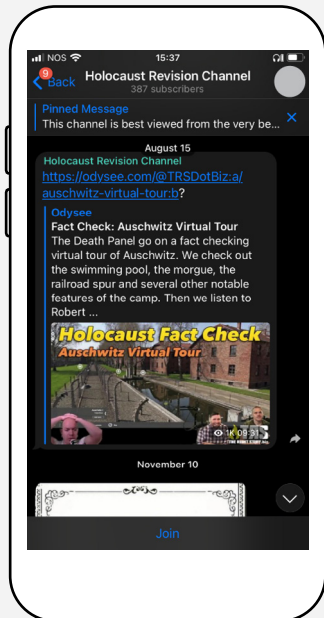 NOS 15:37
9
Back Holocaust Revision Channel
387 subscribers
Pinned Message
This channel is best viewed from the very be...
August 15
Holocaust Revision Channel
https://odysee.com/@TRSDotBiz:a/
auschwitz-virtual-tour:b?
Odysee
Fact Check: Auschwitz Virtual Tour
The Death Panel go on a fact checking
virtual tour of Auschwitz. We check out
the swimming pool, the morgue, the
railroad spur and several other notable
features of the camp. Then we listen to
Robert ...
Holocaust Fact Check
Auschwitz Virtual Tour
1K 09:31
November 10
Join